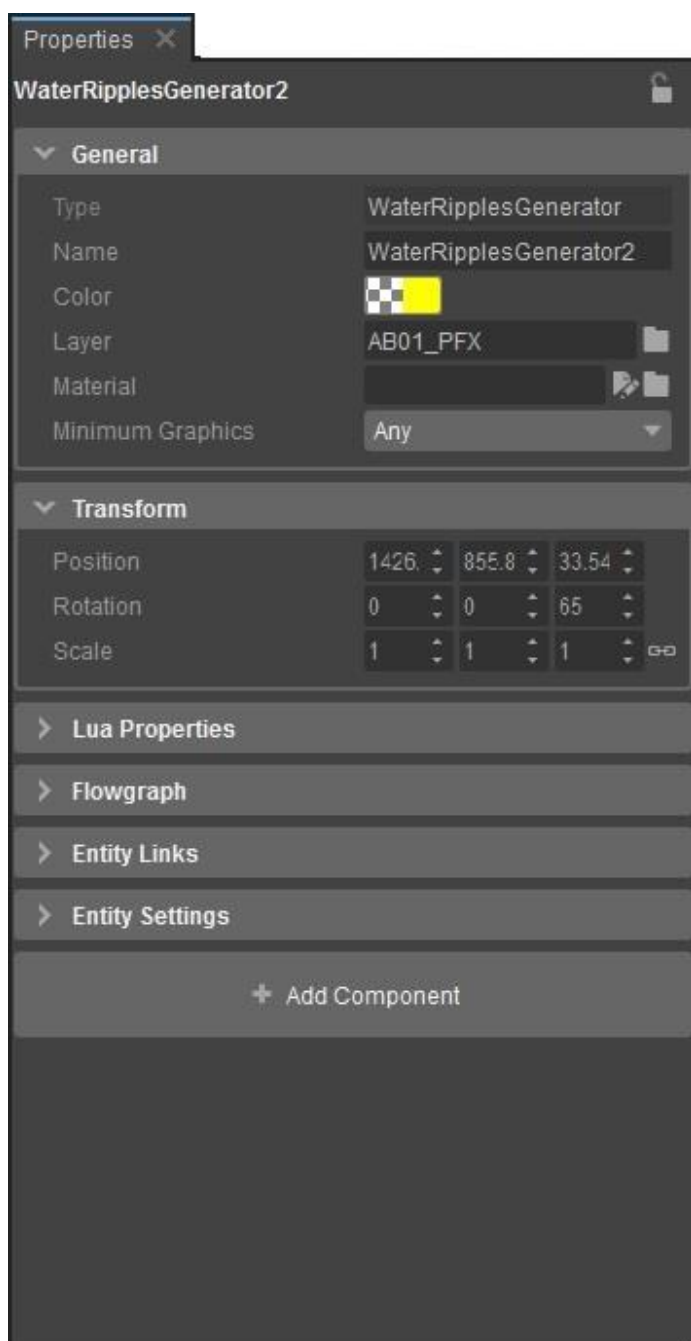 Properties
WaterRipplesGenerator2
General
Type WaterRipplesGenerator
Name WaterRipplesGenerator2
Color
Layer AB01_PFX
Material
Minimum Graphics Any
Transform
Position 1426. 855.8 33.54
Rotation 0 0 65
Scale 1 1 1
Lua Properties
Flowgraph
Entity Links
Entity Settings
+ Add Component